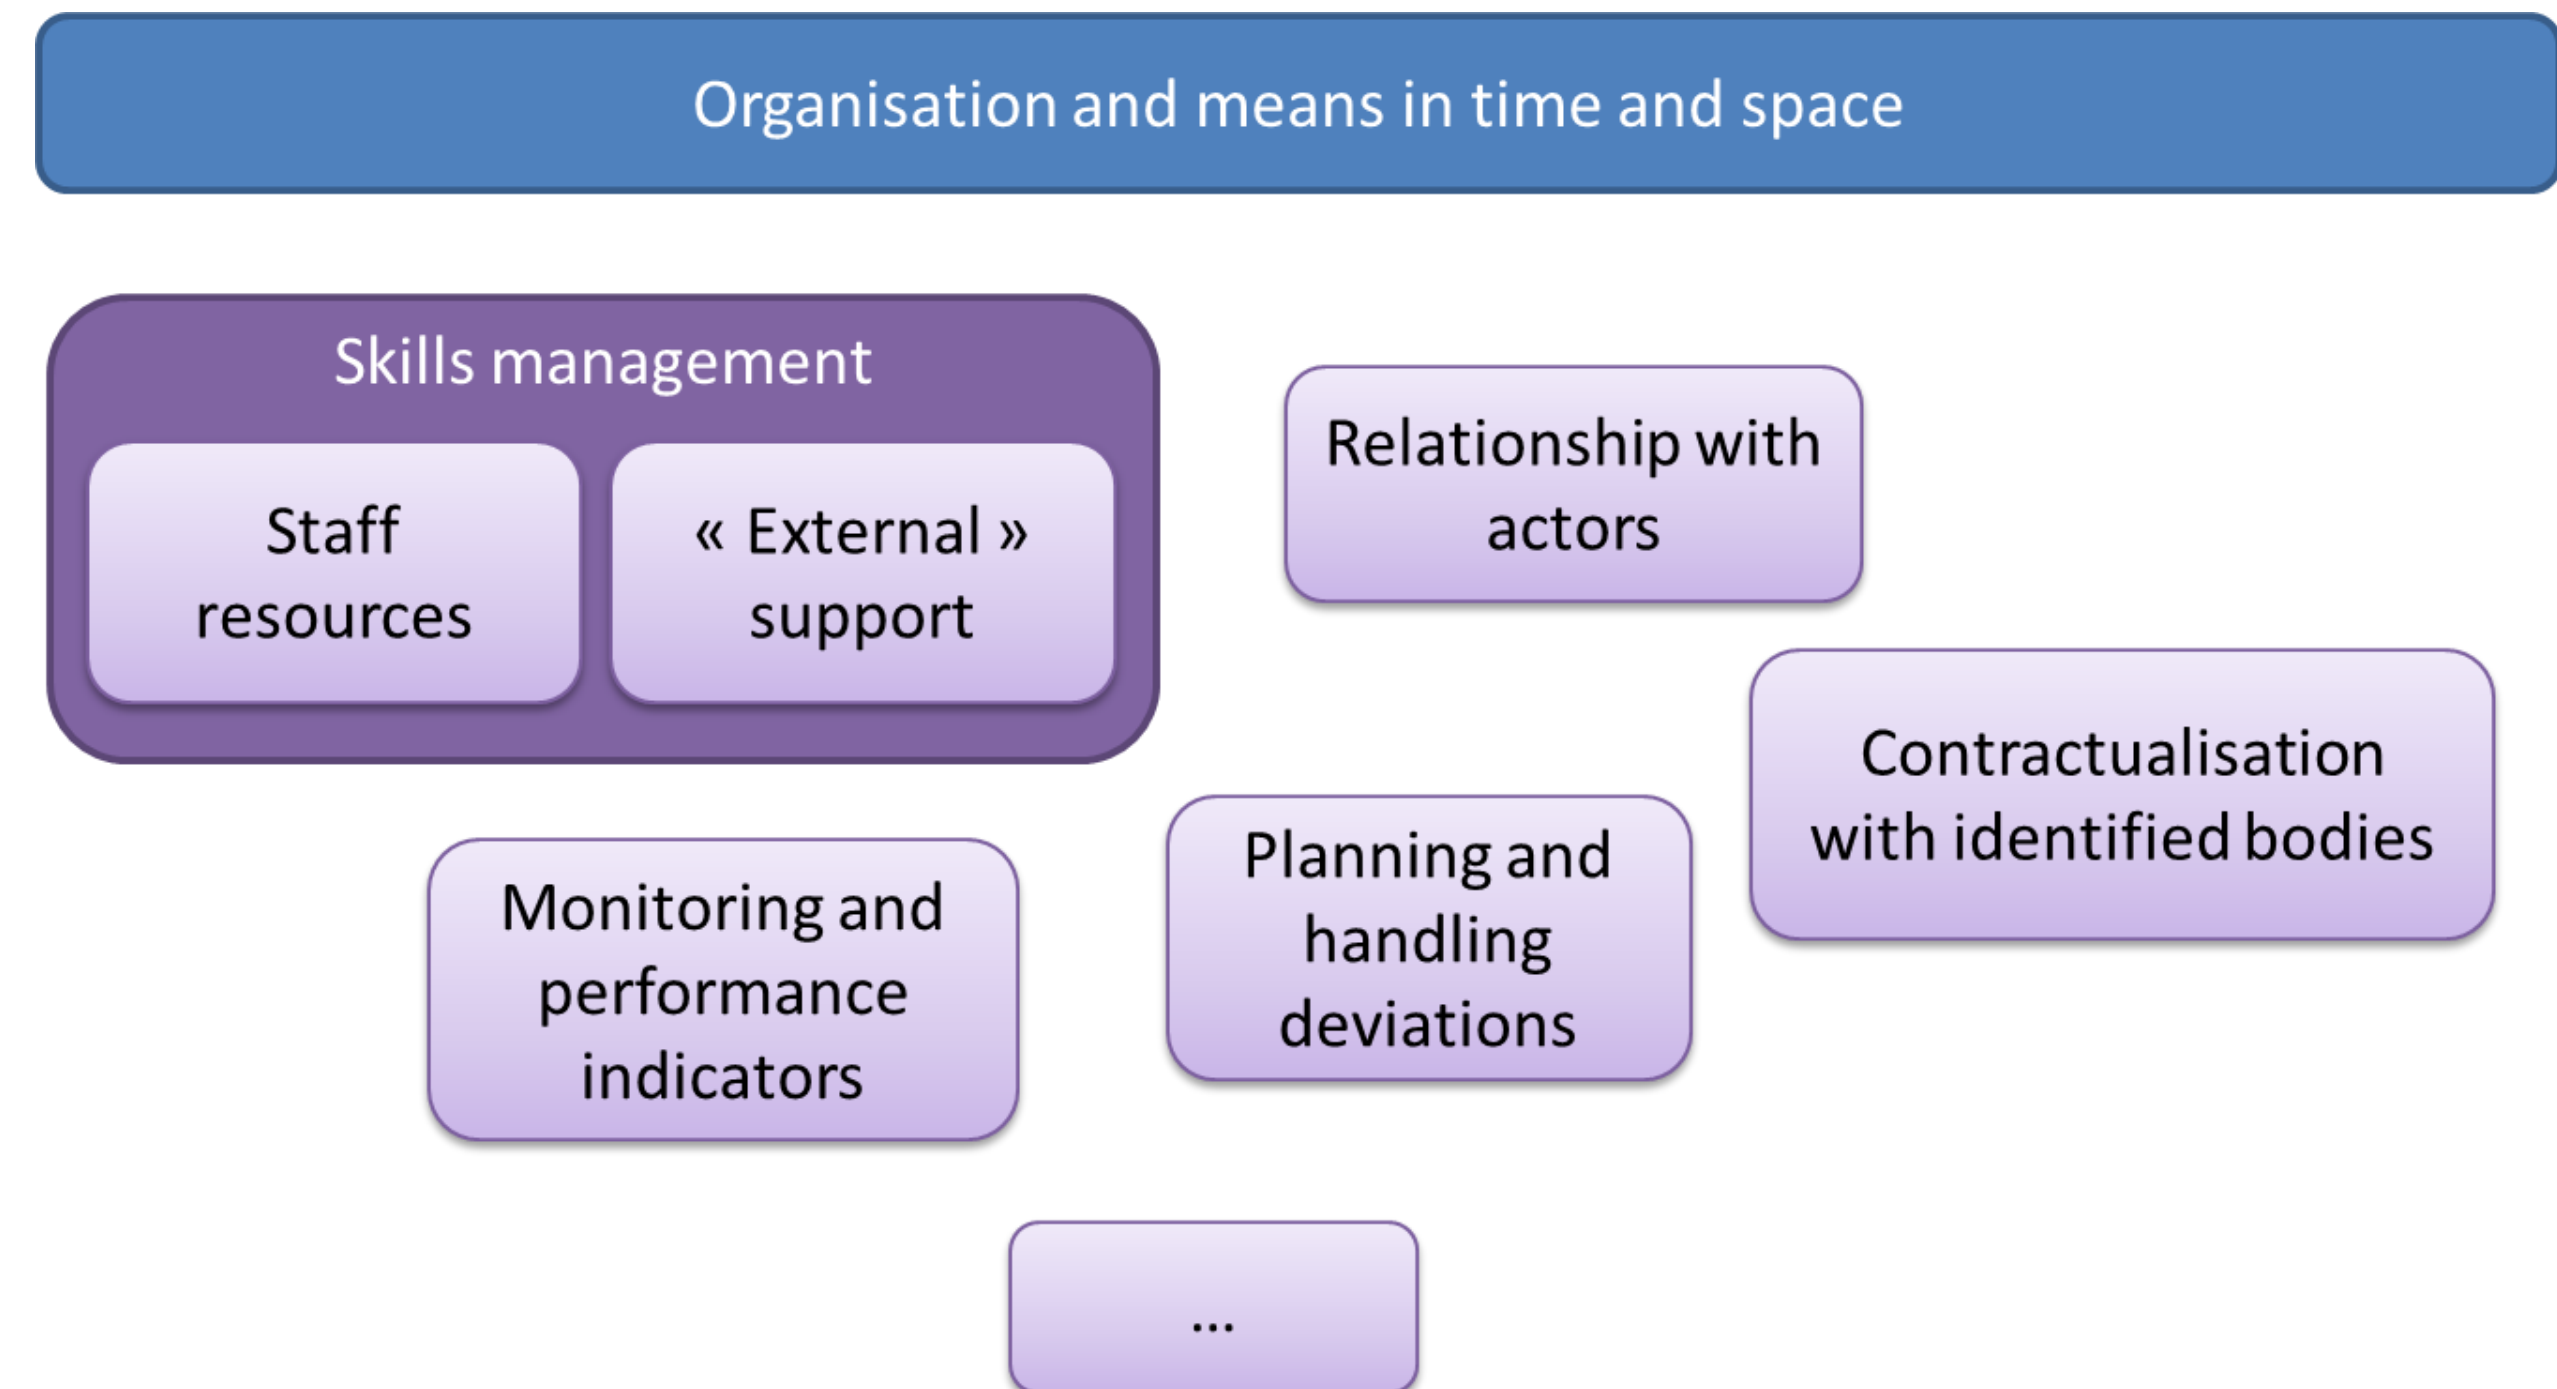 Organisation and means in time and space
Skills management
Staff
resources
« External »
support
Relationship with
actors
Contractualisation
with identified bodies
Planning and
handling
deviations
Monitoring and
performance
indicators
...